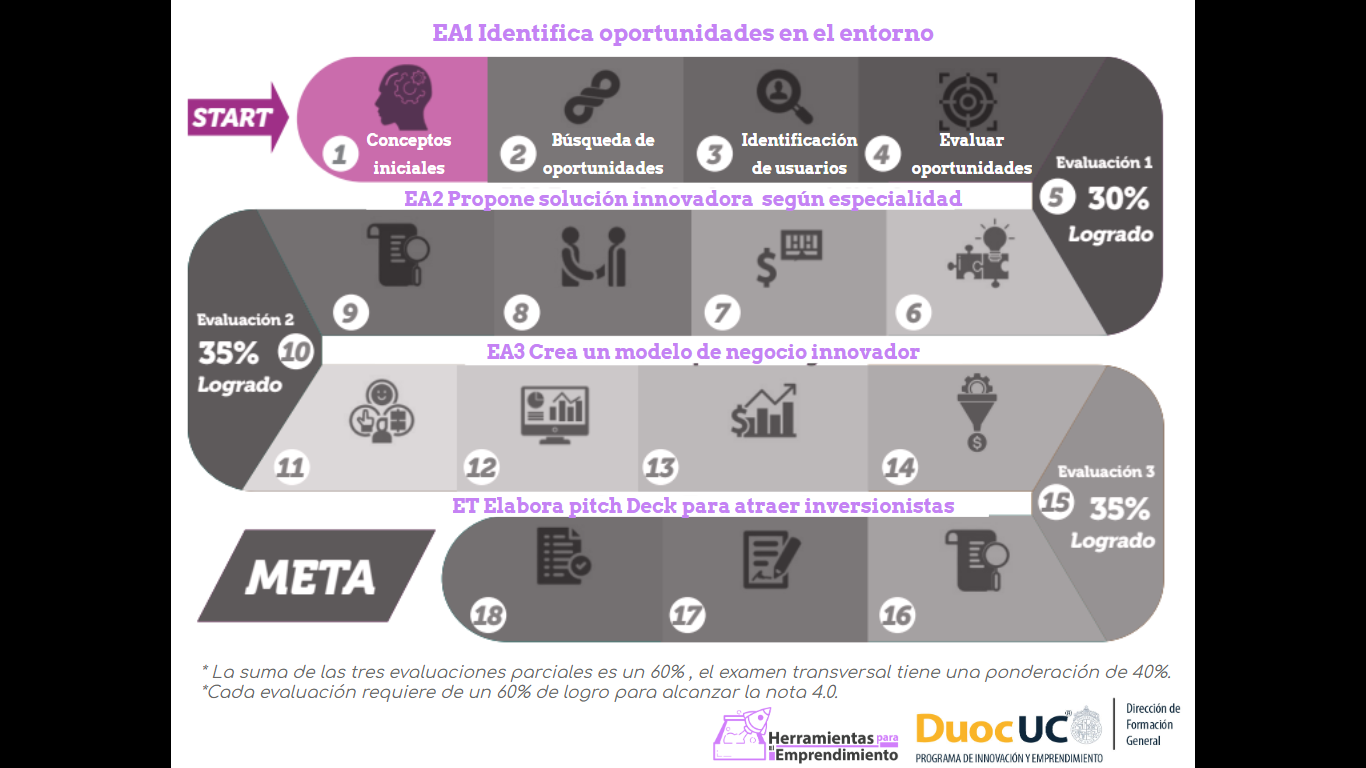 EA1 Identifica oportunidades en el entorno
START
1
Conceptos
iniciales
2
Búsqueda de
oportunidades
3
Identificación
de usuarios
4
Evaluar
oportunidades
Evaluación 1
5 30%
Logrado
EA2 Propone solución innovadora según especialidad
9
8
7
6
Evaluación 2
35% 10
Logrado
EA3 Crea un modelo de negocio innovador
11
12
13
14
Evaluación 3
15 35%
Logrado
ET Elabora pitch Deck para atraer inversionistas
META
18
17
16
* La suma de las tres evaluaciones parciales es un 60% , el examen transversal tiene una ponderación de 40%.
*Cada evaluación requiere de un 60% de logro para alcanzar la nota 4.0.
Herramientas para
el Emprendimiento
DuocUC®
PROGRAMA DE INNOVACIÓN Y EMPRENDIMIENTO
Dirección de
Formación
General